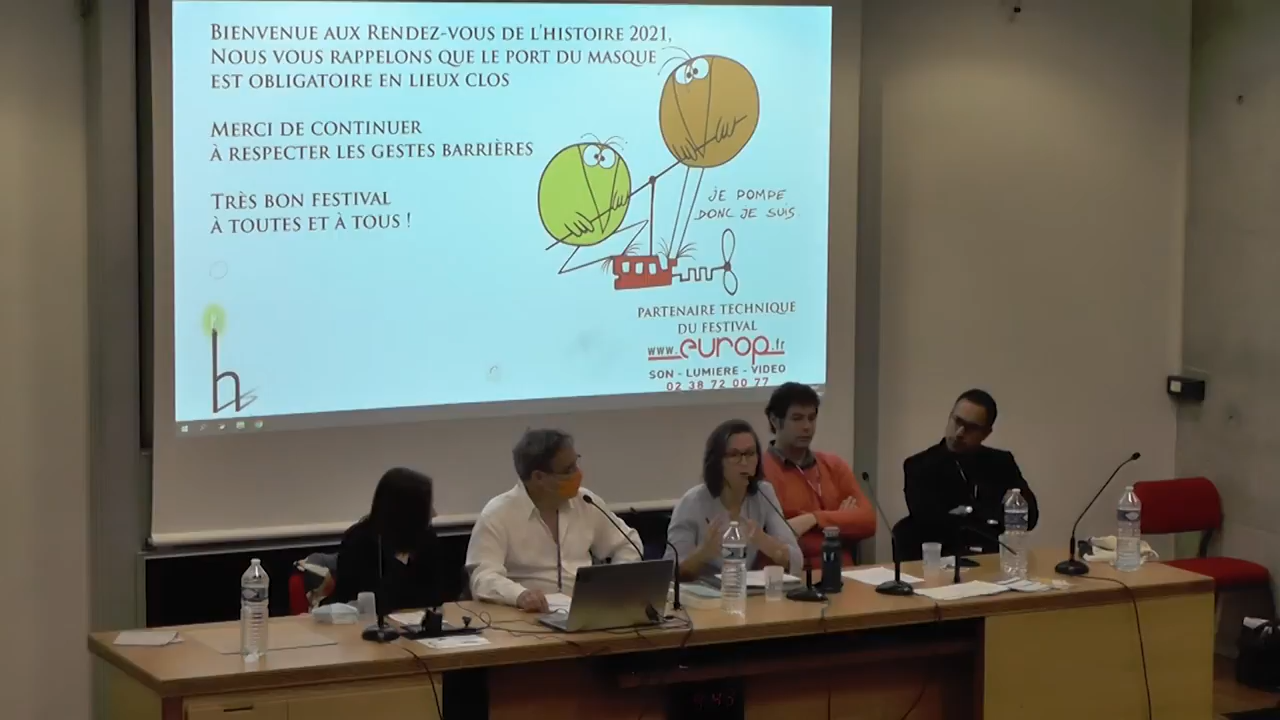 BIENVENUE AUX RENDEZ-VOUS DE L'HISTOIRE 2021,
NOUS VOUS RAPPELONS QUE LE PORT DU MASQUE
EST OBLIGATOIRE EN LIEUX CLOS
MERCI DE CONTINUER
À RESPECTER LES GESTES BARRIÈRES
TRÈS BON FESTIVAL
À TOUTES ET À TOUS !
JE POMPE
DONC JE SUIS
PARTENAIRE TECHNIQUE
DU FESTIVAL
www.europ.fr
SON - LUMIERE - VIDEO
02 38 72 00 77
h